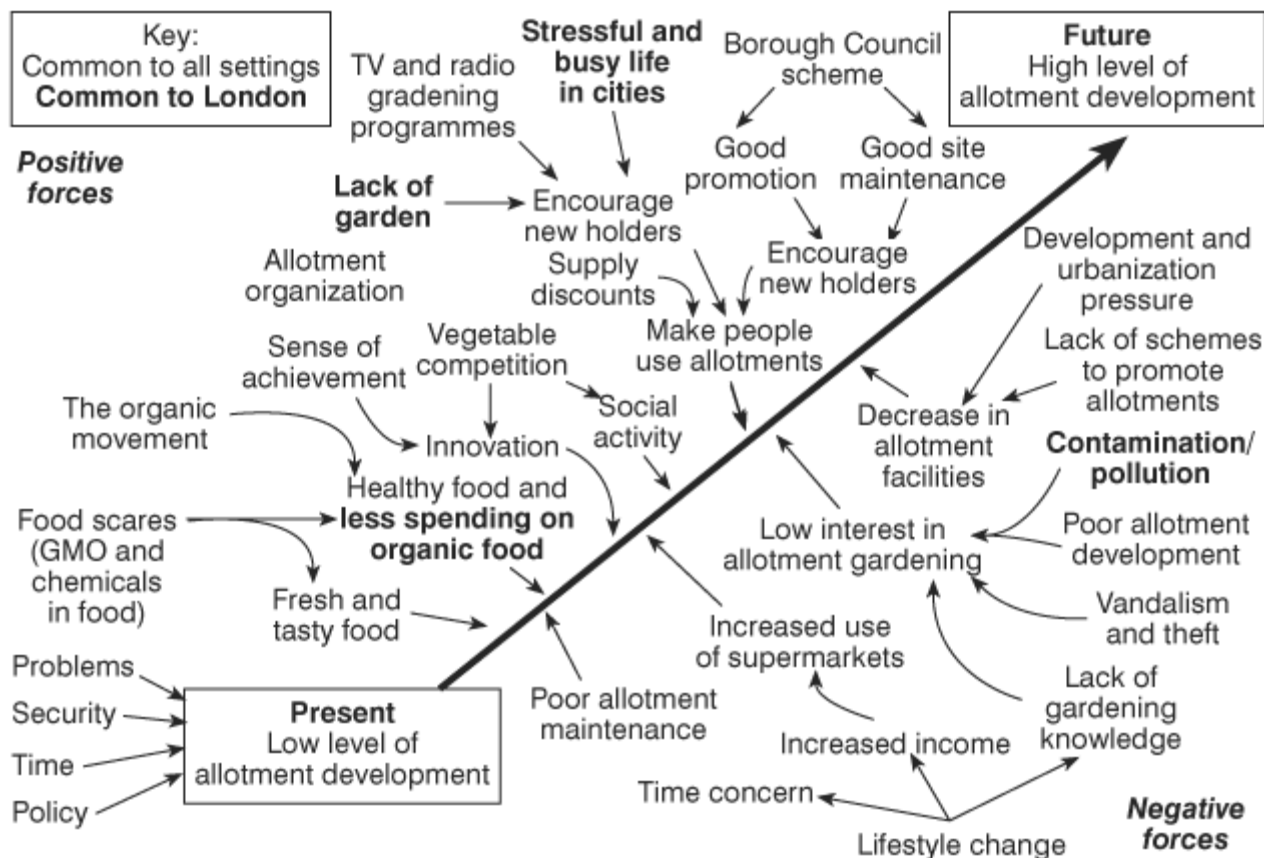 Key:
Common to all settings
Common to London
Positive
forces
TV and radio
gradening
programmes
Stressful and
busy life
in cities
Borough Council
scheme
Future
High level of
allotment development
Good
promotion
Good site
maintenance
Lack of
garden
Encourage
new holders
Encourage
new holders
Development and
urbanization
pressure
Allotment
organization
Supply
discounts
Make people
use allotments
Lack of schemes
to promote
allotments
Sense of
achievement
Vegetable
competition
Social
activity
Decrease in
allotment
facilities
The organic
movement
Innovation
Contamination/
pollution
Healthy food and
less spending on
organic food
Food scares
(GMO and
chemicals
in food)
Low interest in
allotment gardening
Poor allotment
development
Fresh and
tasty food
Increased use
of supermarkets
Vandalism
and theft
Problems
Security
Time
Policy
Present
Low level of
allotment development
Poor allotment
maintenance
Lack of
gardening
knowledge
Increased income
Time concern
Lifestyle change
Negative
forces